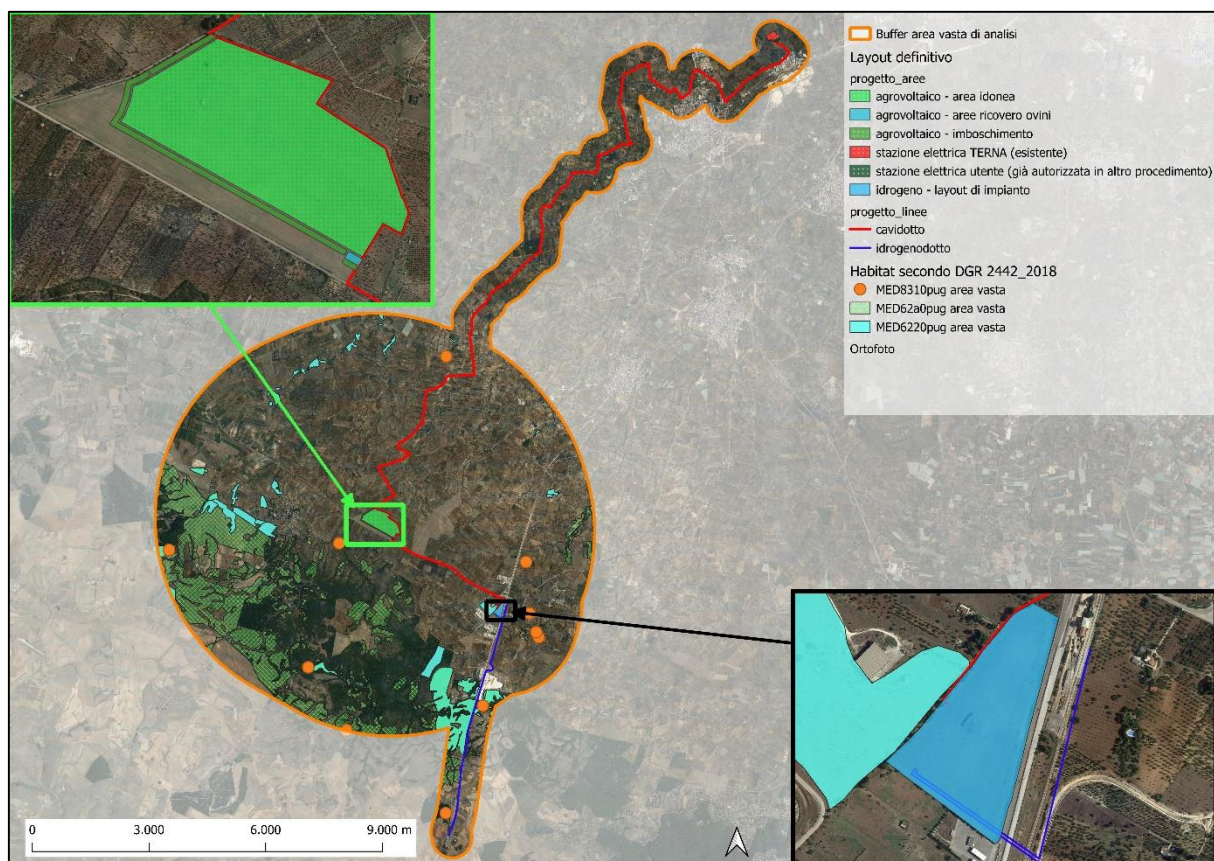 Buffer area vasta di analisi
Layout definitivo
progetto_aree
agrovoltaico - area idonea
agrovoltaico - aree ricovero ovini
agrovoltaico - imboschimento
stazione elettrica TERNA (esistente)
stazione elettrica utente (già autorizzata in altro procedimento)
idrogeno - layout di impianto
progetto_linee
cavidotto
idrogenodotto
Habitat secondo DGR 2442_2018
MED8310pug area vasta
MED62a0pug area vasta
MED6220pug area vasta
Ortofoto
0 3.000 6.000 9.000 m